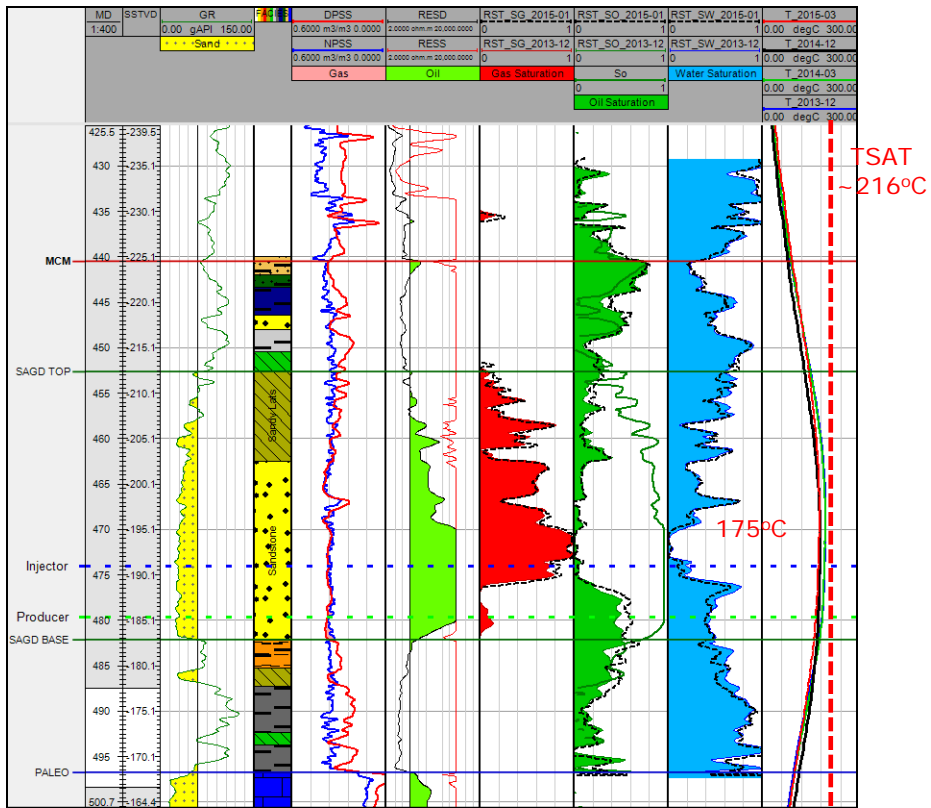 MD SSTVD GR FACIES DPSS RESD RST_SG_2015-01 RST_SO_2015-01 RST_SW_2015-01 T_2015-03
1:400 0.00 gAPI 150.00 0.6000 m3/m3 0.0000 2.0000 ohm.m 20,000.0000 0 1 0 1 0 1 0.00 degC 300.00
Sand NPSS RESS RST_SG_2013-12 RST_SO_2013-12 RST_SW_2013-12 T_2014-12
0.6000 m3/m3 0.0000 2.0000 ohm.m 20,000.0000 0 1 0 1 0 1 0.00 degC 300.00
Gas Oil Gas Saturation So Water Saturation T_2014-03
0 1 0.00 degC 300.00
Oil Saturation T_2013-12
0.00 degC 300.00
425.5 -239.5
TSAT
~216ºC
430 -235.1
435 -230.1
MCM 440 -225.1
445 -220.1
450 -215.1
SAGD TOP
455 -210.1
Sandy Lats
460 -205.1
465 -200.1
470 -195.1
175ºC
Sandstone
Injector
475 -190.1
Producer
480 -185.1
SAGD BASE
485 -180.1
490 -175.1
495 -170.1
PALEO
500.7 -164.4